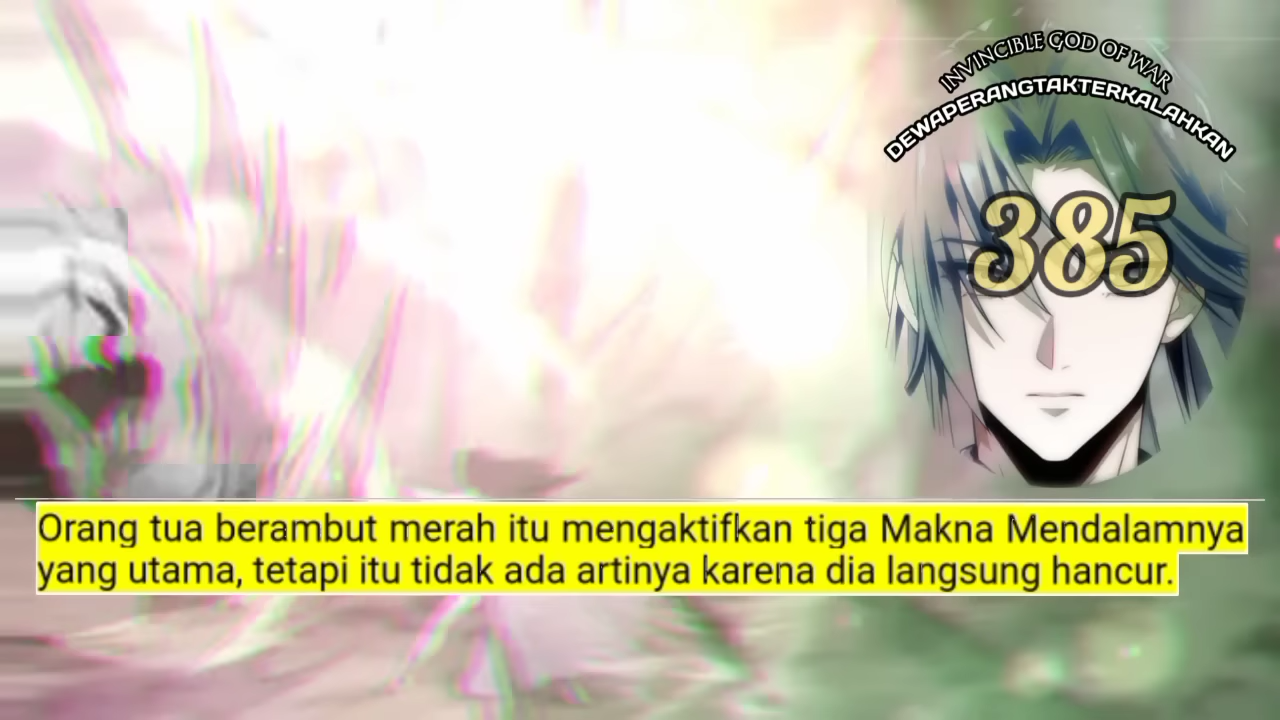 INVINCIBLE GOD OF WAR
DEWAPERANGTAKTERKALAHKAN
385
Orang tua berambut merah itu mengaktifkan tiga Makna Mendalamnya
yang utama, tetapi itu tidak ada artinya karena dia langsung hancur.